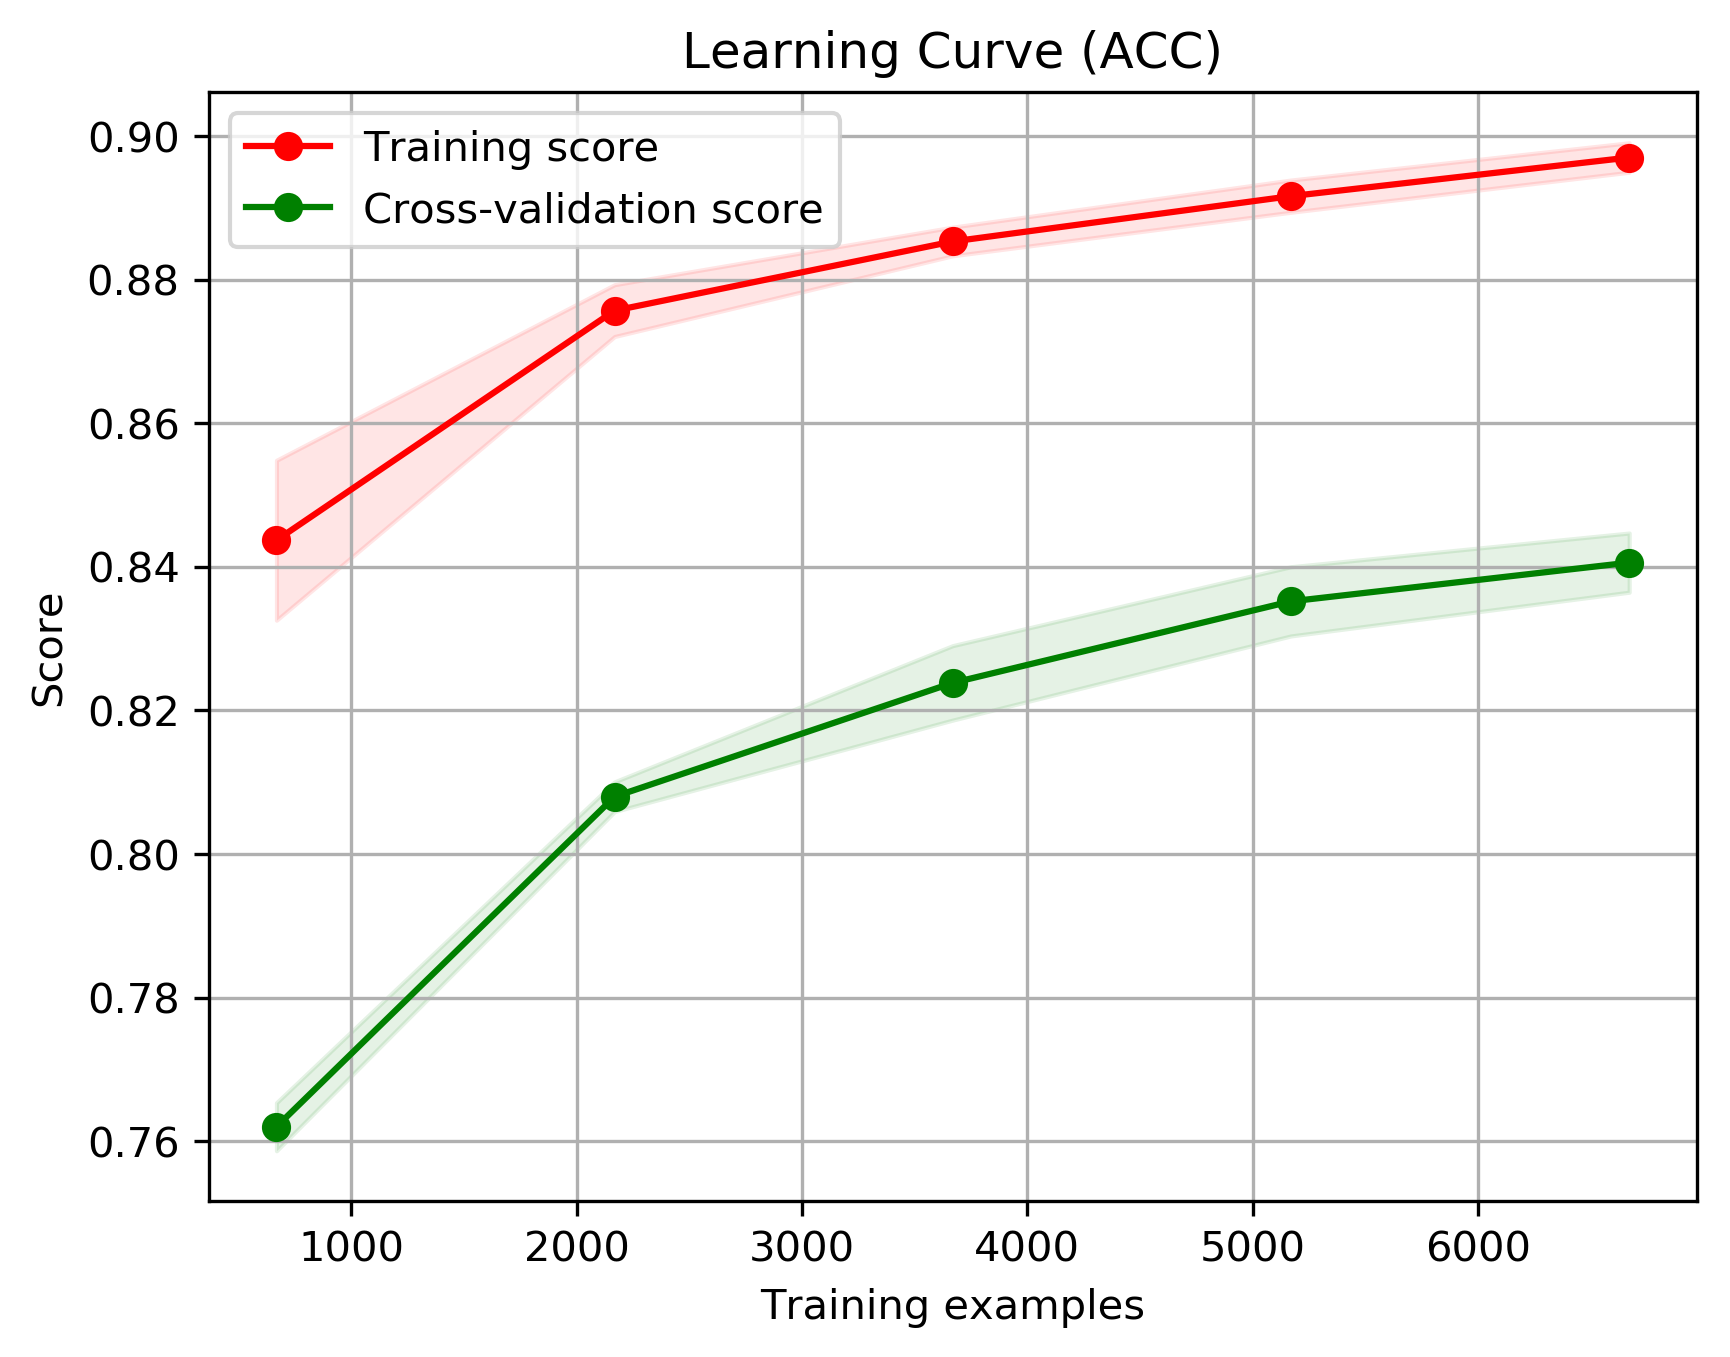 Learning Curve (ACC)
Training score
Cross-validation score
0.90
0.88
0.86
0.84
0.82
0.80
0.78
0.76
Score
1000 2000 3000 4000 5000 6000
Training examples